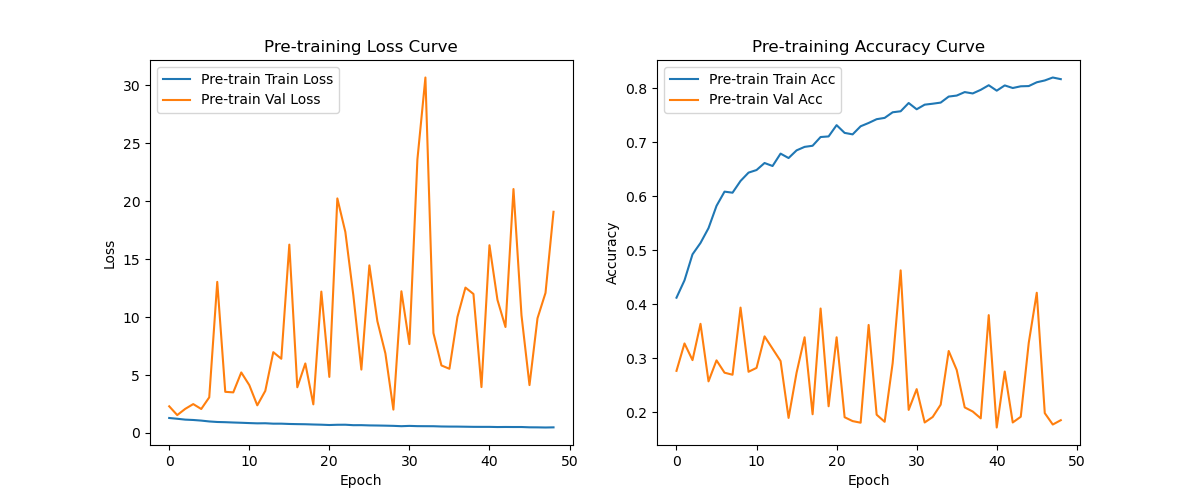 Pre-training Loss Curve
Pre-train Train Loss
Pre-train Val Loss
30
25
20
15
10
5
0
Loss
0 10 20 30 40 50
Epoch
Pre-training Accuracy Curve
Pre-train Train Acc
Pre-train Val Acc
0.8
0.7
0.6
0.5
0.4
0.3
0.2
Accuracy
0 10 20 30 40 50
Epoch